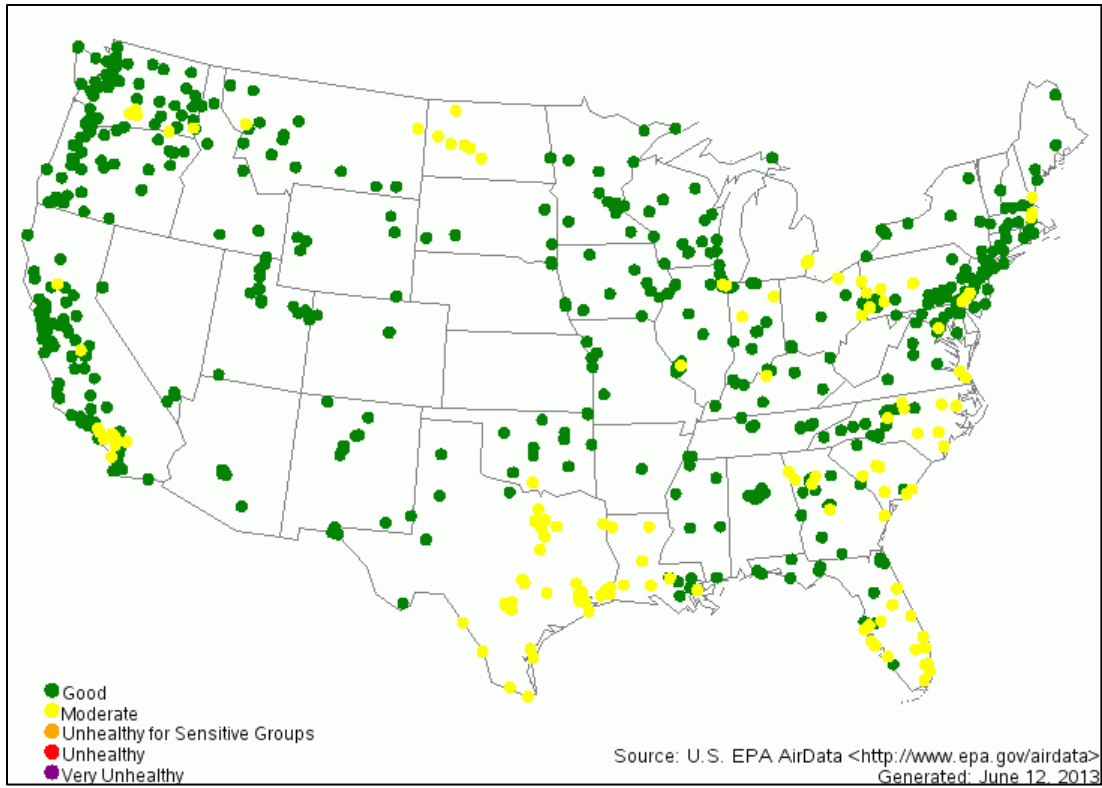 Good
Moderate
Unhealthy for Sensitive Groups
Unhealthy
Very Unhealthy
Source: U.S. EPA AirData <http://www.epa.gov/airdata>
Generated: June 12, 2013